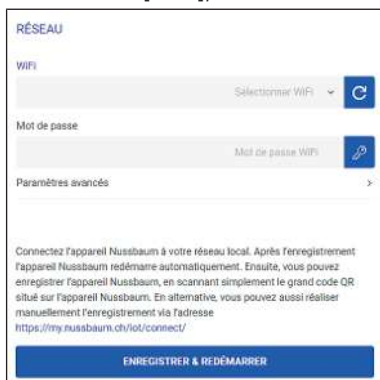 RÉSEAU
WiFi
Sélectionner WiFi
Mot de passe
Mot de passe WiFi
Paramètres avancés
Connectez l'appareil Nussbaum à votre réseau local. Après l'enregistrement
l'appareil Nussbaum redémarre automatiquement. Ensuite, vous pouvez
enregistrer l'appareil Nussbaum, en scannant simplement le grand code QR
situé sur l'appareil Nussbaum. En alternative, vous pouvez aussi réaliser
manuellement l'enregistrement via l'adresse
https://my.nussbaum.ch/iot/connect/
ENREGISTRER & REDÉMARRER